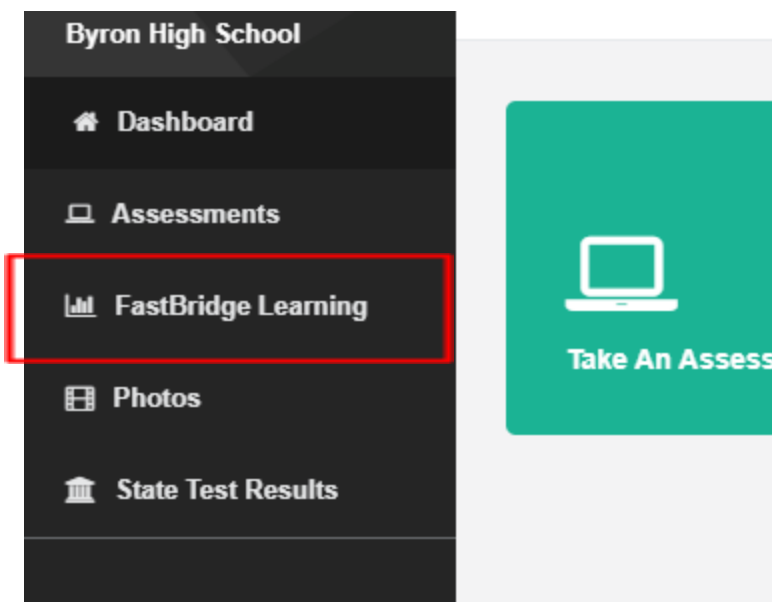 Byron High School
Dashboard
Assessments
FastBridge Learning
Take An Assess
Photos
State Test Results